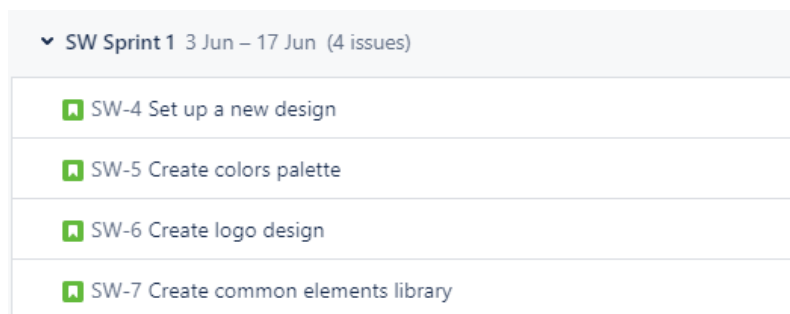 SW Sprint 1 3 Jun – 17 Jun (4 issues)
SW-4 Set up a new design
SW-5 Create colors palette
SW-6 Create logo design
SW-7 Create common elements library